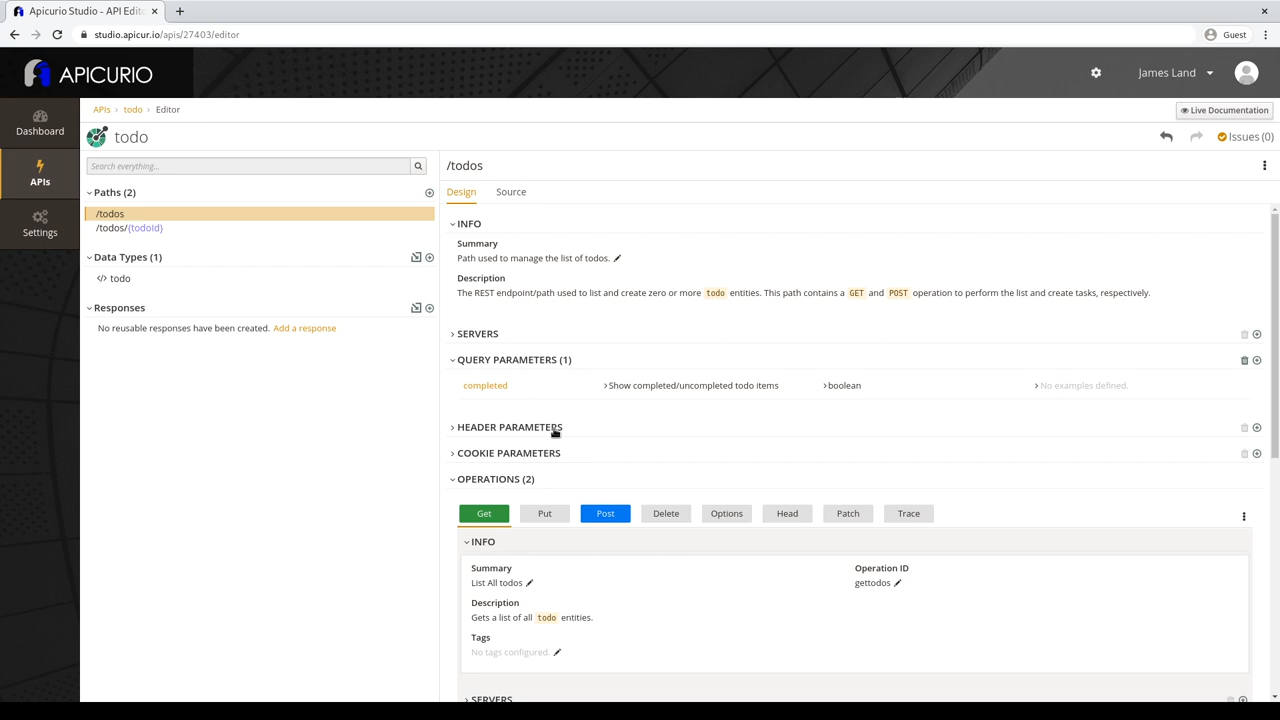 Apicurio Studio - API Edit
studio.apicur.io/apis/27403/editor
Guest
APICURIO
James Land
Dashboard
APIs
Settings
APIs › todo › Editor
Live Documentation
todo
Issues (0)
Search everything...
Paths (2)
/todos
/todos/{todoId}
Data Types (1)
</> todo
Responses
No reusable responses have been created. Add a response
/todos
Design Source
INFO
Summary
Path used to manage the list of todos.
Description
The REST endpoint/path used to list and create zero or more todo entities. This path contains a GET and POST operation to perform the list and create tasks, respectively.
SERVERS
QUERY PARAMETERS (1)
completed Show completed/uncompleted todo items boolean No examples defined.
HEADER PARAMETERS
COOKIE PARAMETERS
OPERATIONS (2)
Get Put Post Delete Options Head Patch Trace
INFO
Summary Operation ID
List All todos gettodos
Description
Gets a list of all todo entities.
Tags
No tags configured.
SERVERS